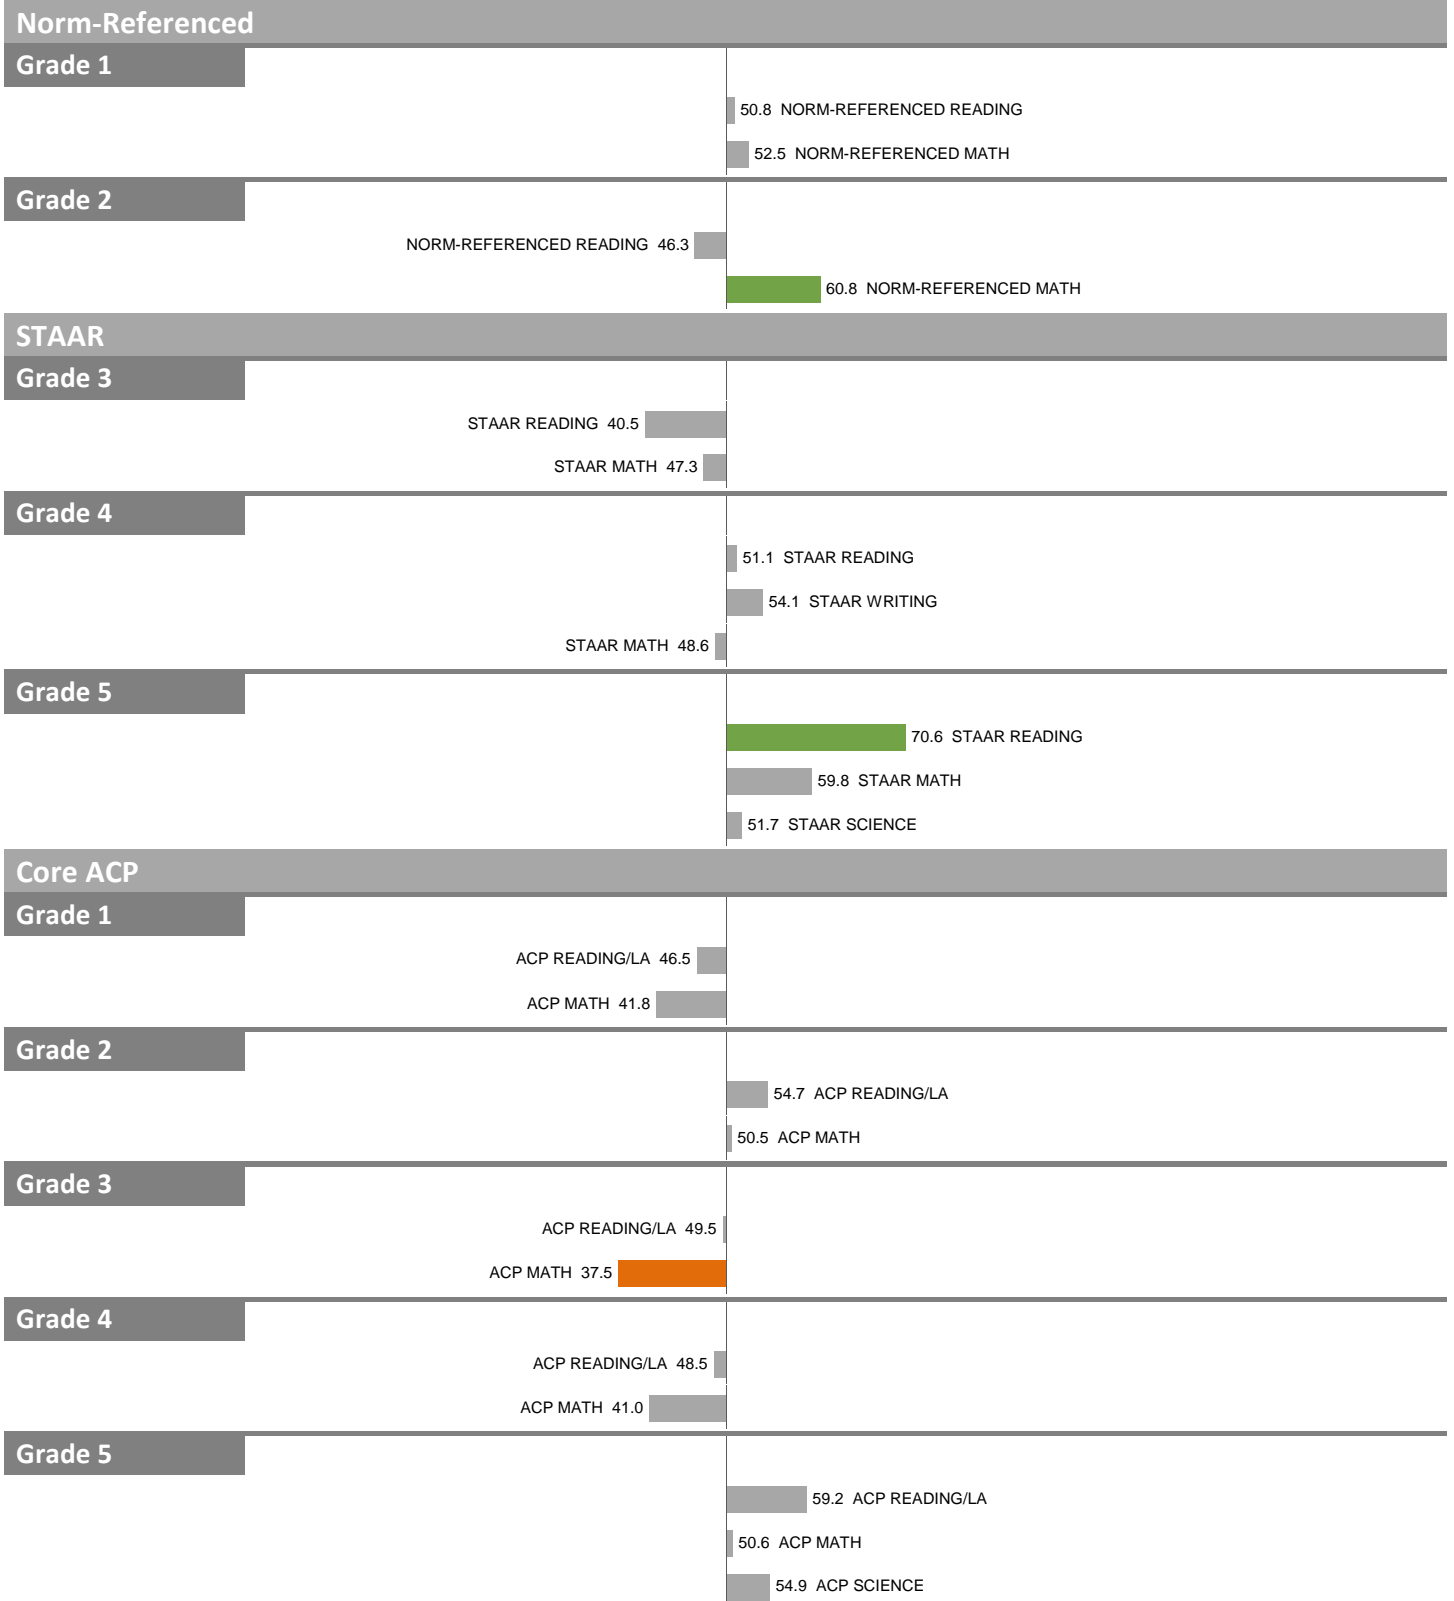 Norm-Referenced
Grade 1
50.8 NORM-REFERENCED READING
52.5 NORM-REFERENCED MATH
Grade 2
NORM-REFERENCED READING 46.3
60.8 NORM-REFERENCED MATH
STAAR
Grade 3
STAAR READING 40.5
STAAR MATH 47.3
Grade 4
51.1 STAAR READING
54.1 STAAR WRITING
STAAR MATH 48.6
Grade 5
70.6 STAAR READING
59.8 STAAR MATH
51.7 STAAR SCIENCE
Core ACP
Grade 1
ACP READING/LA 46.5
ACP MATH 41.8
Grade 2
54.7 ACP READING/LA
50.5 ACP MATH
Grade 3
ACP READING/LA 49.5
ACP MATH 37.5
Grade 4
ACP READING/LA 48.5
ACP MATH 41.0
Grade 5
59.2 ACP READING/LA
50.6 ACP MATH
54.9 ACP SCIENCE